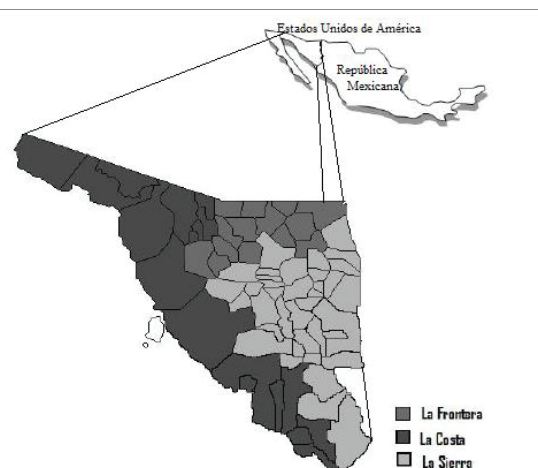 Estados Unidos de América
República
Mexicana
La Frontera
La Costa
La Sierra